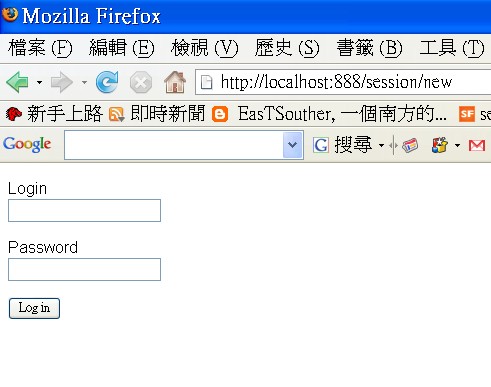 Mozilla Firefox
檔案 (F) 編輯 (E) 檢視 (V) 歷史 (S) 書籤 (B) 工具 (T)
http://localhost:888/session/new
新手上路 即時新聞 EasTSouther, 一個南方的... SF se
Google G 搜尋
Login
Password
Log in